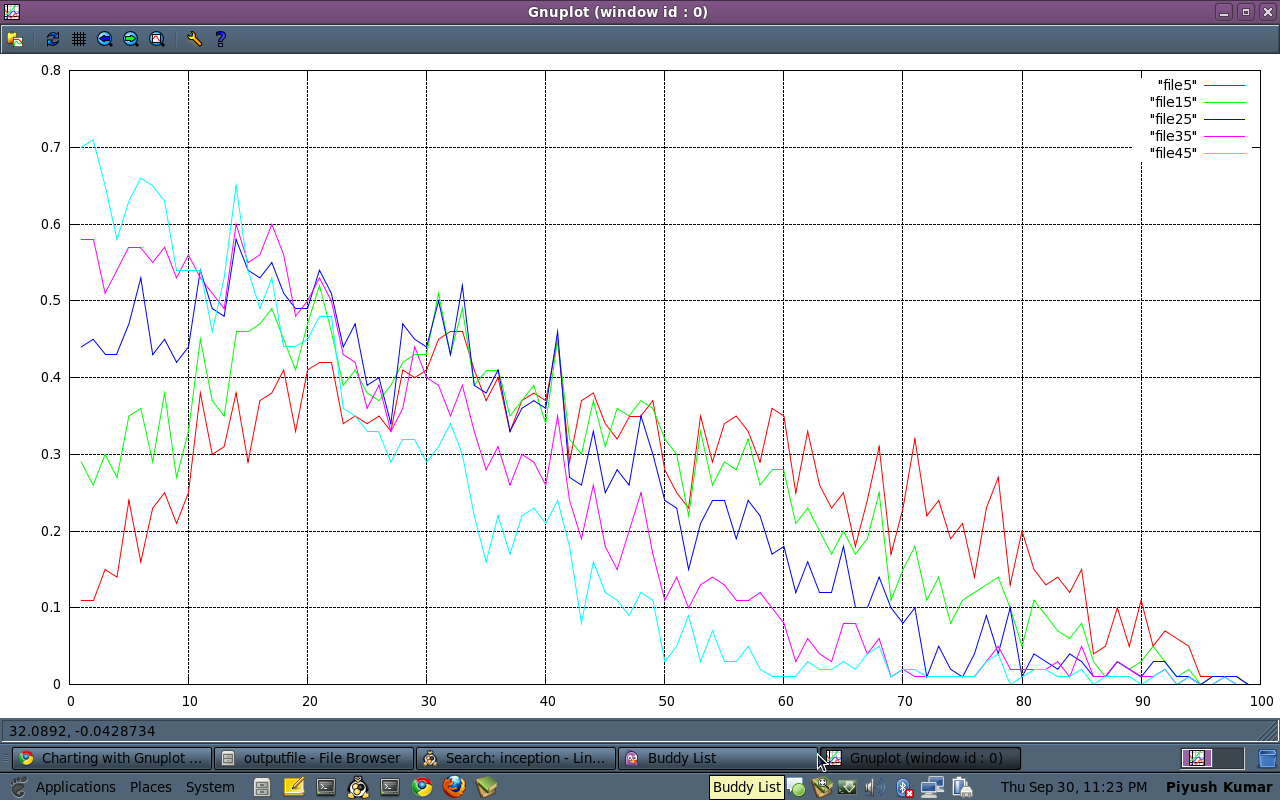 Gnuplot (window id : 0)
0.8
0.7
0.6
0.5
0.4
0.3
0.2
0.1
0
"file5"
"file15"
"file25"
"file35"
"file45"
0 10 20 30 40 50 60 70 80 90 100
32.0892, -0.0428734
Charting with Gnuplot ... outputfile - File Browser Search: inception - Lin... Buddy List Gnuplot (window id : 0)
Applications Places System Buddy List Thu Sep 30, 11:23 PM Piyush Kumar